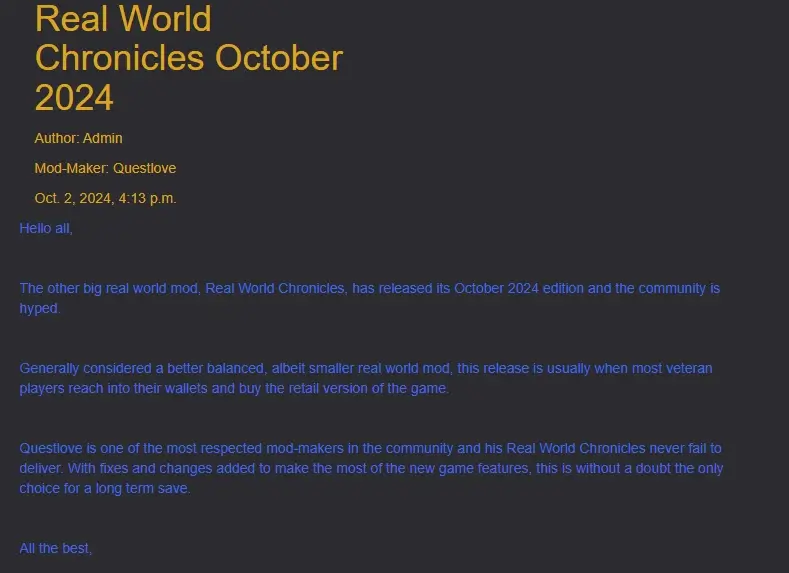 Real World
Chronicles October
2024
Author: Admin
Mod-Maker: Questlove
Oct. 2, 2024, 4:13 p.m.
Hello all,
The other big real world mod, Real World Chronicles, has released its October 2024 edition and the community is
hyped.
Generally considered a better balanced, albeit smaller real world mod, this release is usually when most veteran
players reach into their wallets and buy the retail version of the game.
Questlove is one of the most respected mod-makers in the community and his Real World Chronicles never fail to
deliver. With fixes and changes added to make the most of the new game features, this is without a doubt the only
choice for a long term save.
All the best,